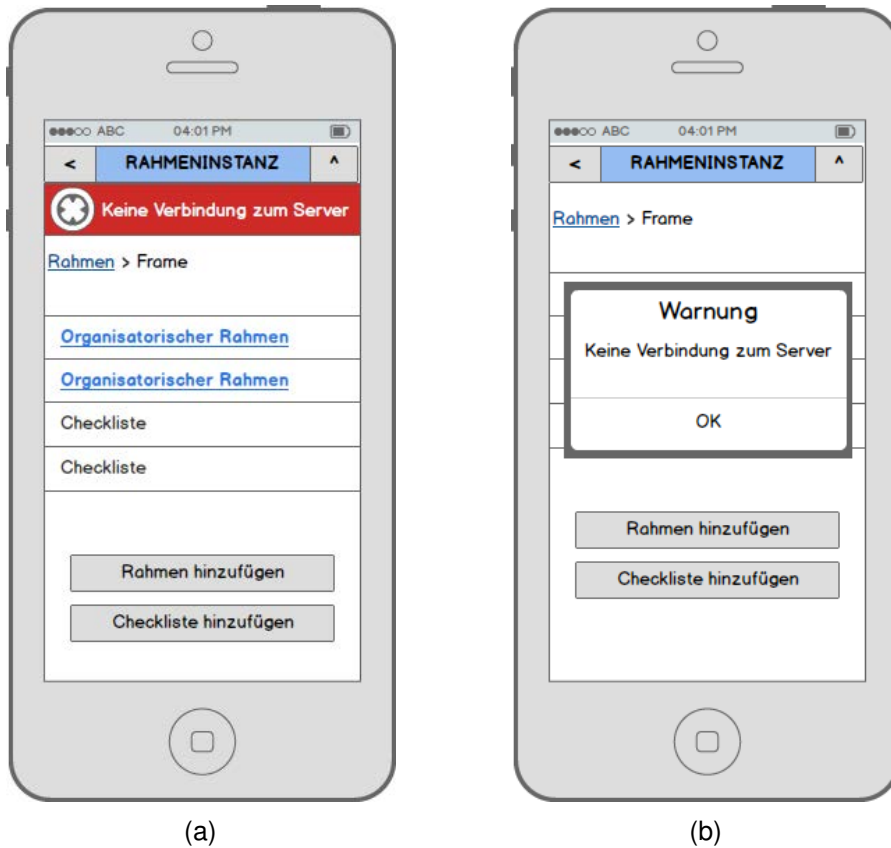 ABC 04:01 PM
< RAHMENINSTANZ ^
Keine Verbindung zum Server
Rahmen > Frame
Organisatorischer Rahmen
Organisatorischer Rahmen
Checkliste
Checkliste
Rahmen hinzufügen
Checkliste hinzufügen
(a)
ABC 04:01 PM
< RAHMENINSTANZ ^
Rahmen > Frame
Warnung
Keine Verbindung zum Server
OK
Rahmen hinzufügen
Checkliste hinzufügen
(b)